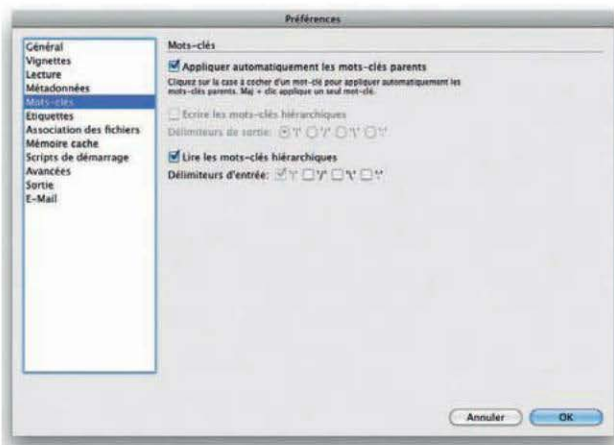 Préférences
Général
Vignettes
Lecture
Métadonnées
Mots-clés
Etiquettes
Association des fichiers
Mémoire cache
Scripts de démarrage
Avancées
Sortie
E-Mail
Mots-clés
Appliquer automatiquement les mots-clés parents
Cliquez sur la case à cocher d'un mot-clé pour appliquer automatiquement les
mots-clés parents. Maj + clic applique un seul mot-clé.
Ecrire les mots-clés hiérarchiques
Délimiteurs de sortie:
Lire les mots-clés hiérarchiques
Délimiteurs d'entrée:
Annuler
OK